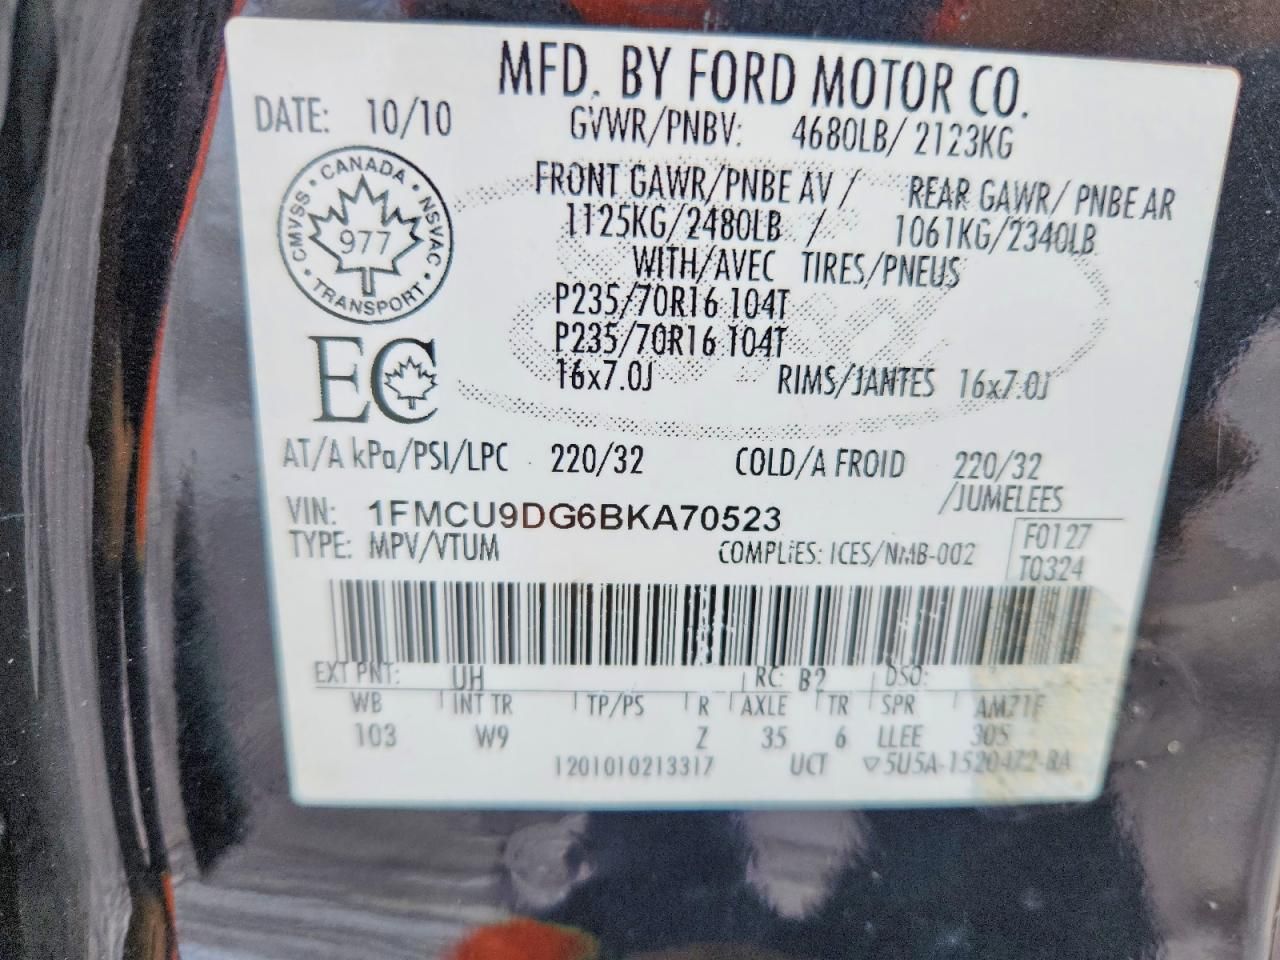 MFD. BY FORD MOTOR CO.
DATE: 10/10 GVWR/PNBV: 4680LB/ 2123KG
CMVSS · CANADA · NSVAC · TRANSPORT ·
977
FRONT GAWR/PNBE AV / REAR GAWR/ PNBE AR
1125KG/2480LB / 1061KG/2340LB
WITH/AVEC TIRES/PNEUS
P235/70R16 104T
P235/70R16 104T
EC
16x7.0J RIMS/JANTES 16x7.0J
AT/A kPa/PSI/LPC 220/32 COLD/A FROID 220/32
/JUMELEES
VIN: 1FMCU9DG6BKA70523
TYPE: MPV/VTUM COMPLIES: ICES/NMB-002
F0127
T0324
EXT PNT: UH RC: B2 DSO:
WB INT TR TP/PS R AXLE TR SPR
103 W9 Z 35 6 LLEE 305
1201010213317 UCT ▽5U5A-1520472-BA